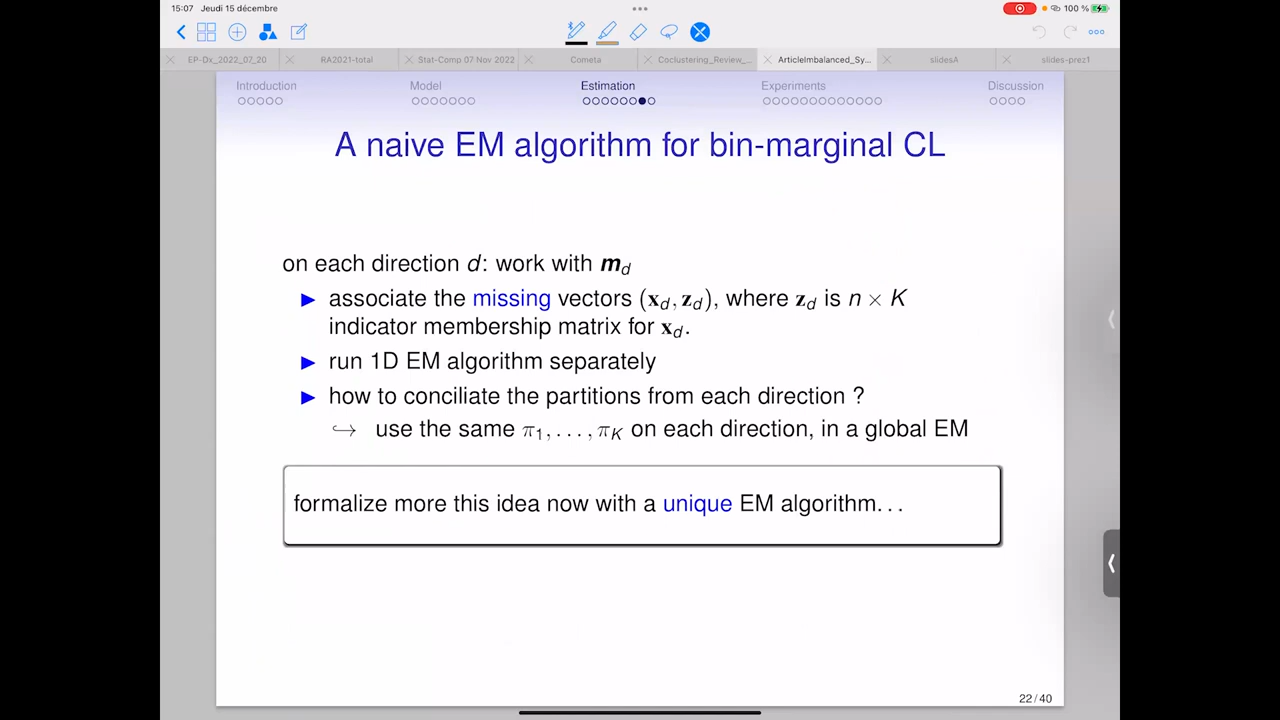 15:07 Jeudi 15 décembre
100 %
EP-Dx_2022_07_20
RA2021-total
Stat-Comp 07 Nov 2022
Cometa
Coclustering_Review_...
ArticleImbalanced_Sy...
slidesA
slides-prez1
Introduction Model Estimation Experiments Discussion
A naive EM algorithm for bin-marginal CL
on each direction d: work with m_d
▶ associate the missing vectors (x_d, z_d), where z_d is n × K
indicator membership matrix for x_d.
▶ run 1D EM algorithm separately
▶ how to conciliate the partitions from each direction ?
↪ use the same π_1, . . . , π_K on each direction, in a global EM
formalize more this idea now with a unique EM algorithm. . .
22 / 40